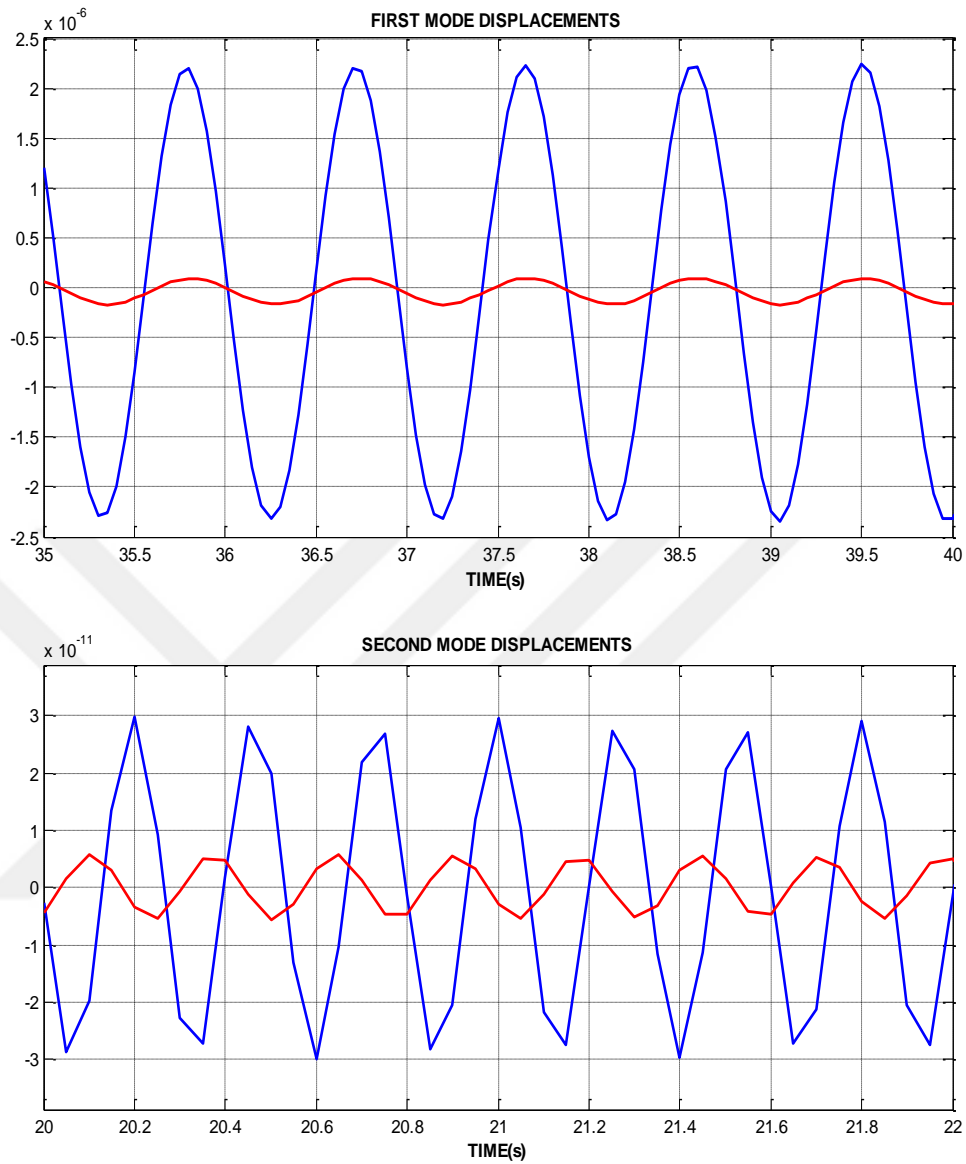 FIRST MODE DISPLACEMENTS
x 10-6
2.5
2
1.5
1
0.5
0
-0.5
-1
-1.5
-2
-2.5
35 35.5 36 36.5 37 37.5 38 38.5 39 39.5 40
TIME(s)
SECOND MODE DISPLACEMENTS
x 10-11
3
2
1
0
-1
-2
-3
20 20.2 20.4 20.6 20.8 21 21.2 21.4 21.6 21.8 22
TIME(s)